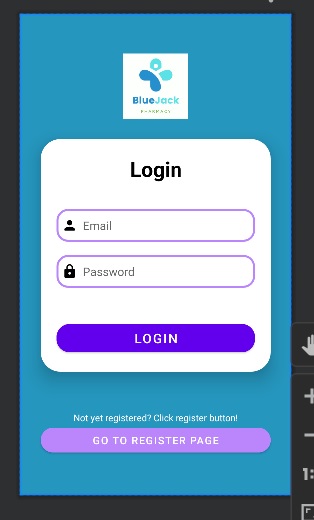 BlueJack
PHARMACY
Login
Email
Password
LOGIN
Not yet registered? Click register button!
GO TO REGISTER PAGE
1: